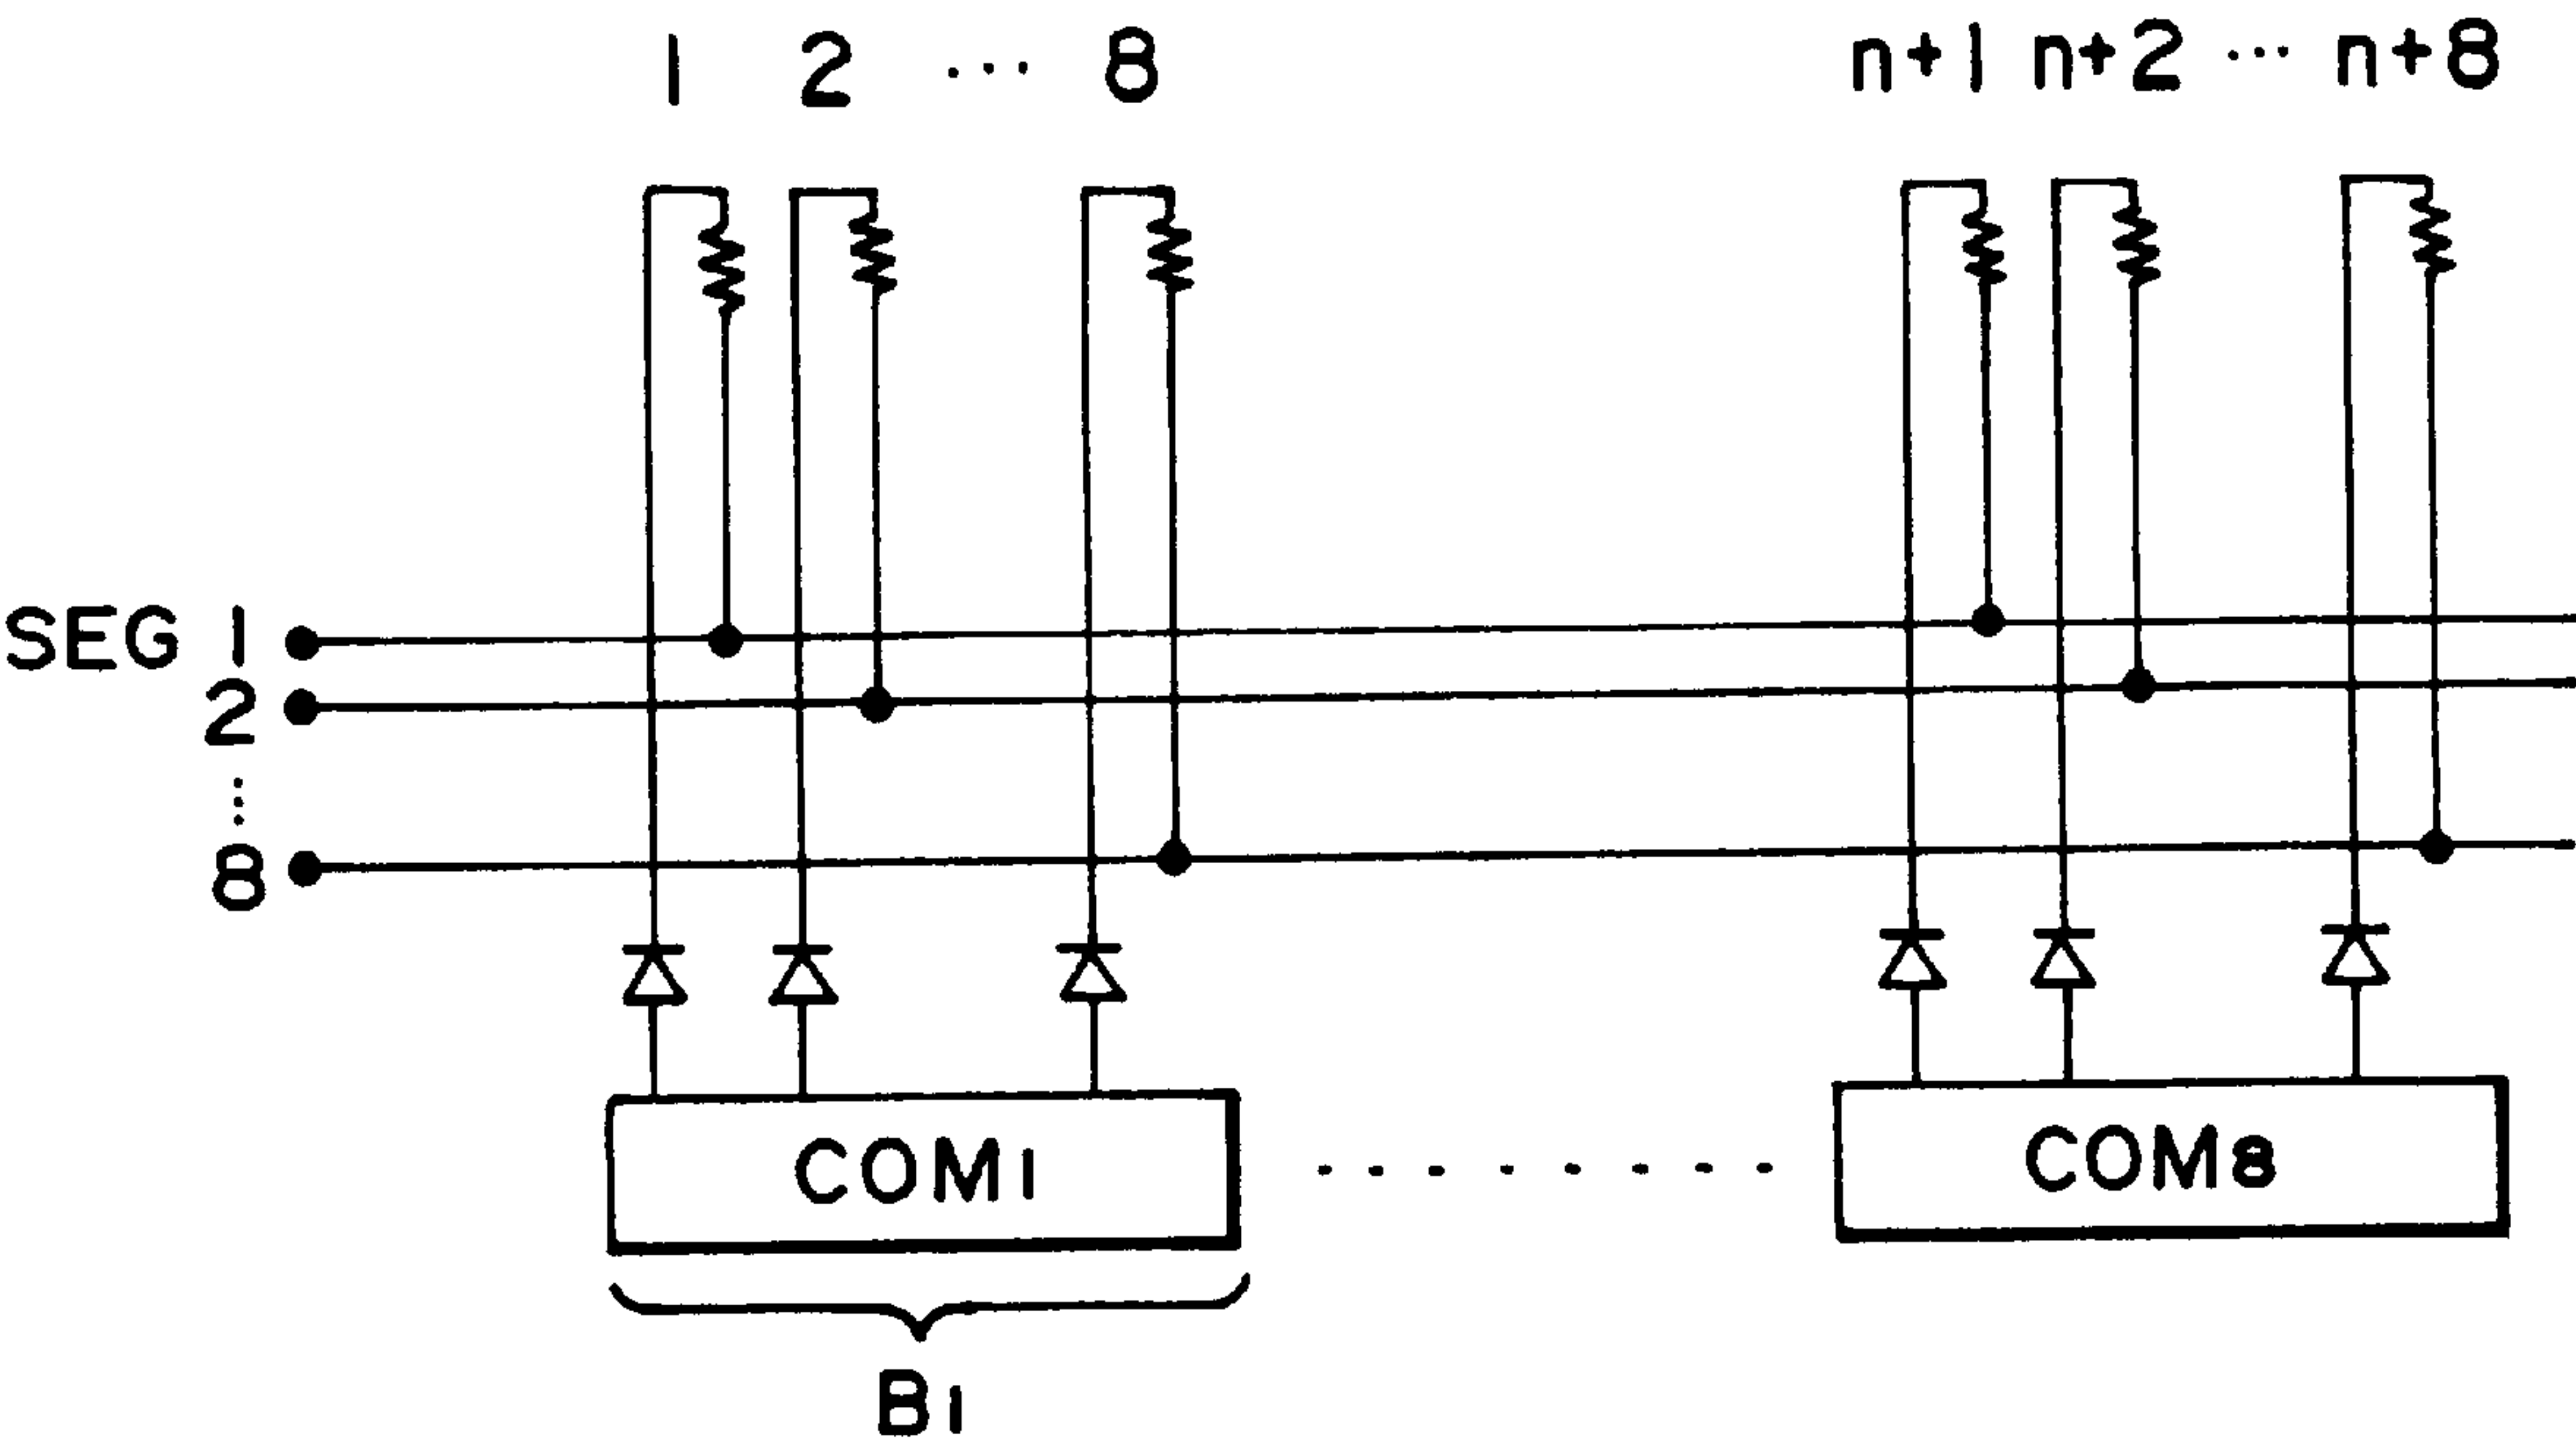 1 2 ... 8 n+1 n+2 ... n+8
SEG 1
2
⋮
8
COM1 ........ COM8
B1